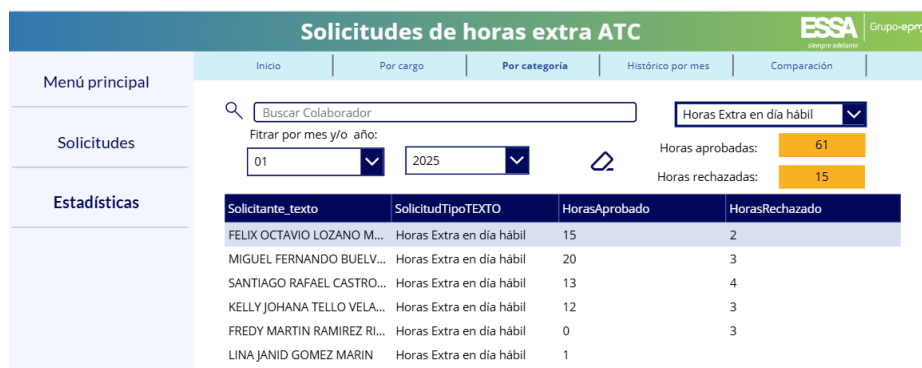 Solicitudes de horas extra ATC
ESSA
siempre adelante
Grupo·epm
Menú principal
Solicitudes
Estadísticas
Inicio Por cargo Por categoría Histórico por mes Comparación
Buscar Colaborador
Horas Extra en día hábil
Fitrar por mes y/o año:
01 2025
Horas aprobadas: 61
Horas rechazadas: 15
Solicitante_texto SolicitudTipoTEXTO HorasAprobado HorasRechazado
FELIX OCTAVIO LOZANO M... Horas Extra en día hábil 15 2
MIGUEL FERNANDO BUELV... Horas Extra en día hábil 20 3
SANTIAGO RAFAEL CASTRO... Horas Extra en día hábil 13 4
KELLY JOHANA TELLO VELA... Horas Extra en día hábil 12 3
FREDY MARTIN RAMIREZ RI... Horas Extra en día hábil 0 3
LINA JANID GOMEZ MARIN Horas Extra en día hábil 1